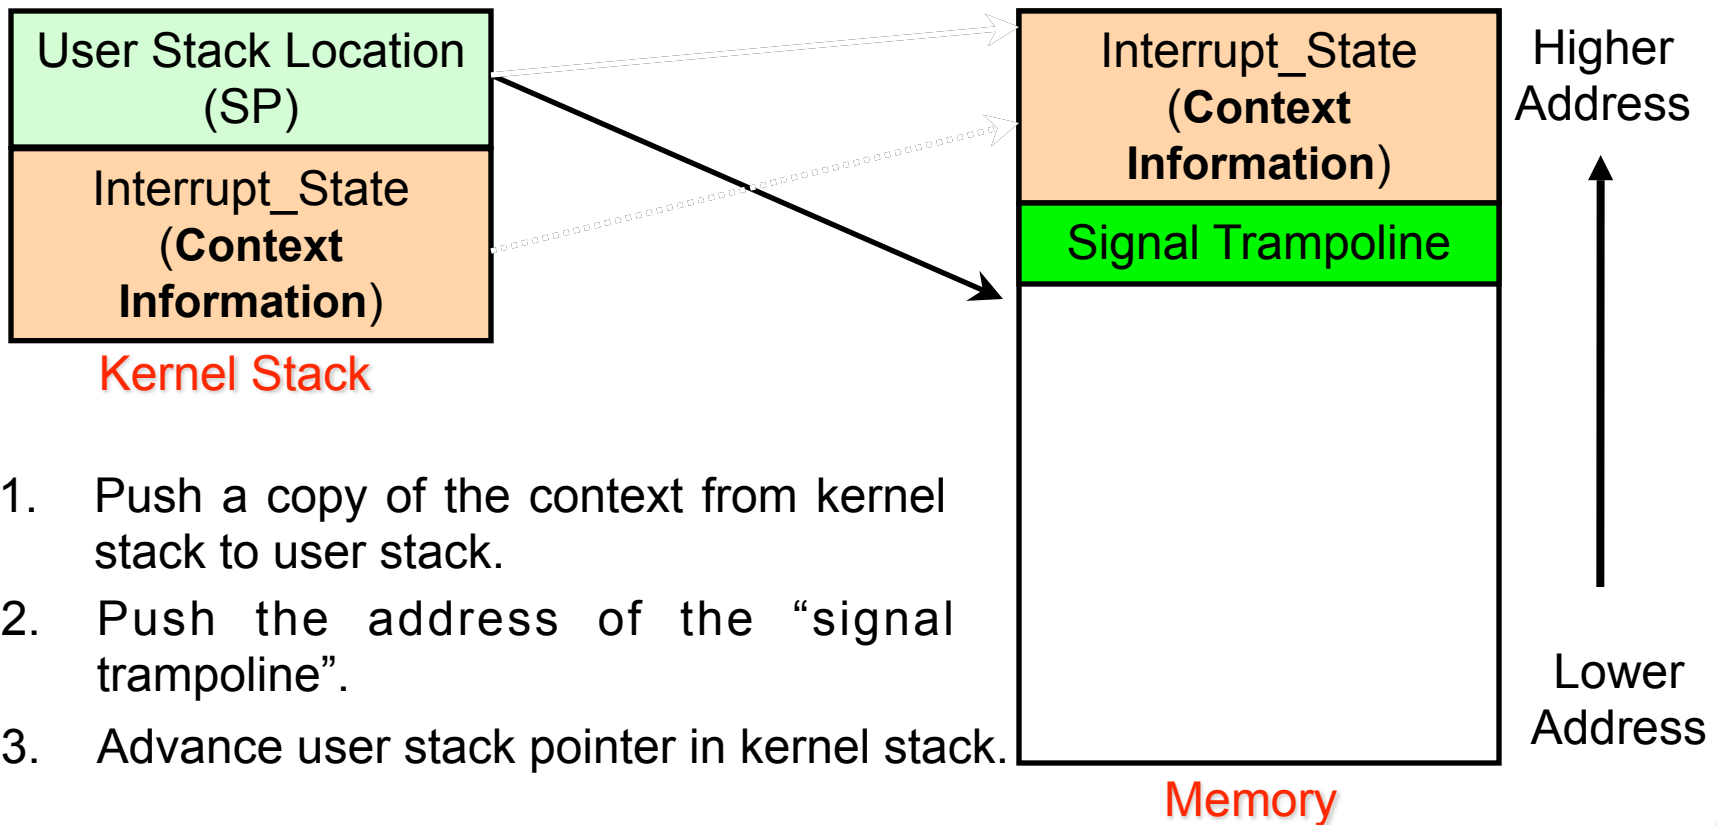 User Stack Location
(SP)
Interrupt_State
(Context
Information)
Kernel Stack
Interrupt_State
(Context
Information)
Signal Trampoline
Memory
Higher
Address
Lower
Address
1. Push a copy of the context from kernel
stack to user stack.
2. Push the address of the “signal
trampoline”.
3. Advance user stack pointer in kernel stack.